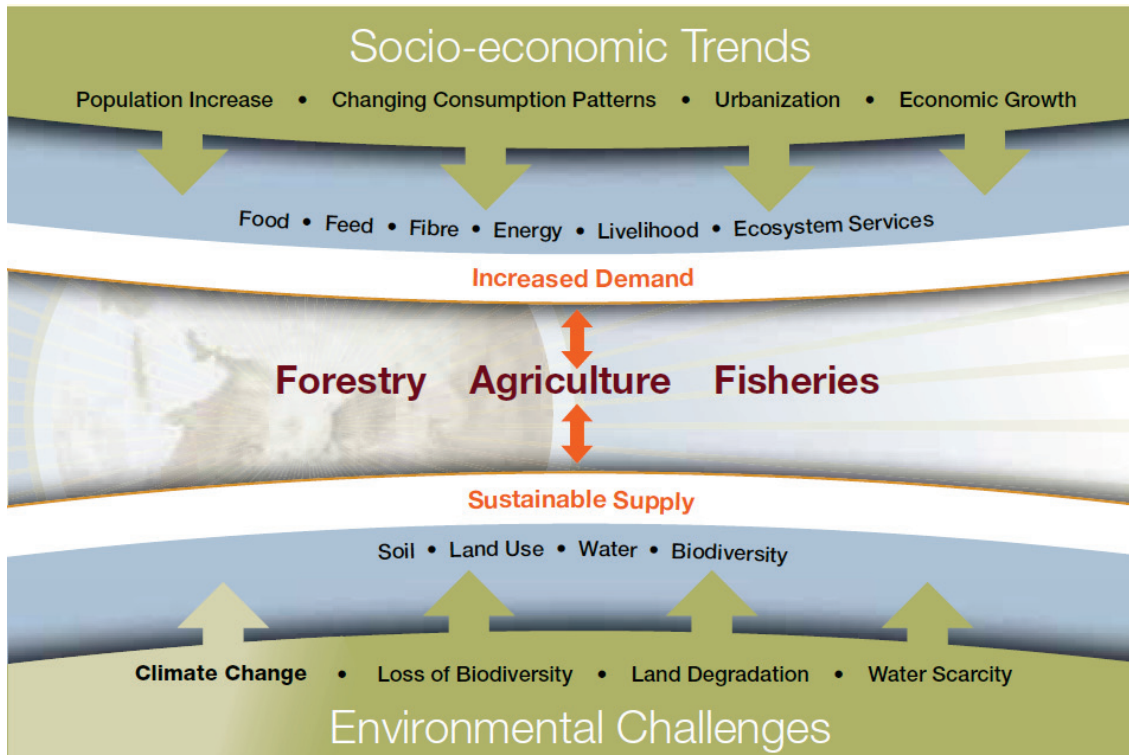 Socio-economic Trends
Population Increase • Changing Consumption Patterns • Urbanization • Economic Growth
Food • Feed • Fibre • Energy • Livelihood • Ecosystem Services
Increased Demand
Forestry Agriculture Fisheries
Sustainable Supply
Soil • Land Use • Water • Biodiversity
Climate Change • Loss of Biodiversity • Land Degradation • Water Scarcity
Environmental Challenges